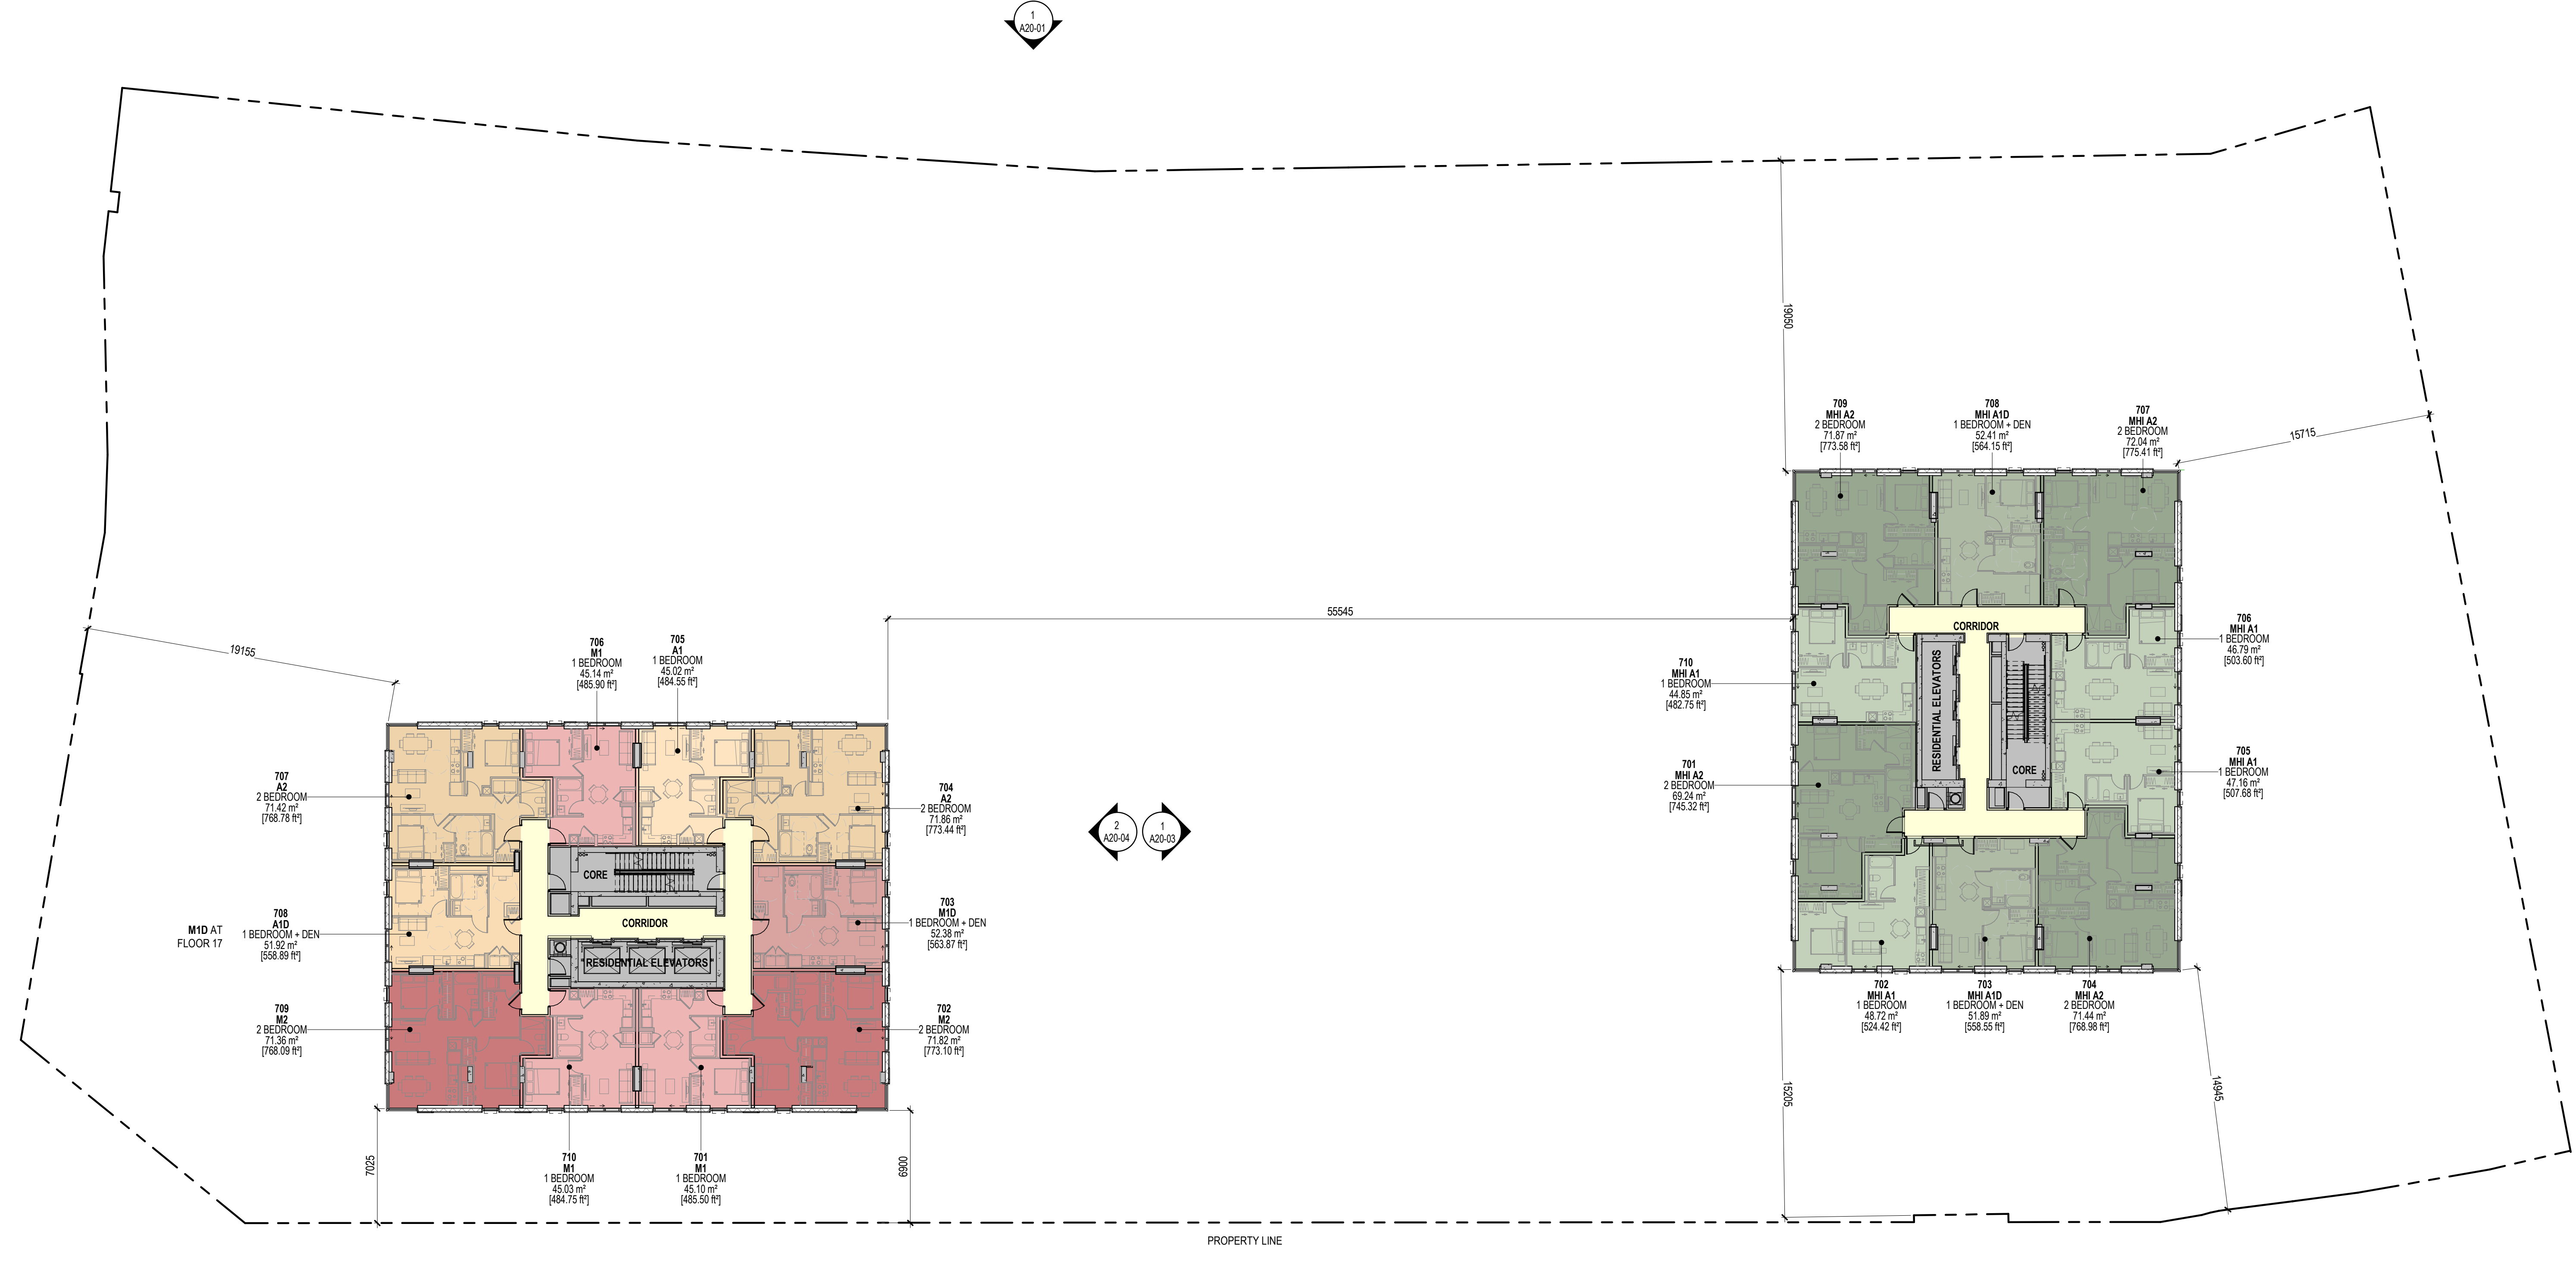 1
A20-01
19050
15715
709
MHI A2
2 BEDROOM
71.87 m²
[773.58 ft²]
708
MHI A1D
1 BEDROOM + DEN
52.41 m²
[564.15 ft²]
707
MHI A2
2 BEDROOM
72.04 m²
[775.41 ft²]
55545
19155
706
M1
1 BEDROOM
45.14 m²
[485.90 ft²]
705
A1
1 BEDROOM
45.02 m²
[484.55 ft²]
707
A2
2 BEDROOM
71.42 m²
[768.78 ft²]
704
A2
2 BEDROOM
71.86 m²
[773.44 ft²]
M1D AT
FLOOR 17
708
A1D
1 BEDROOM + DEN
51.92 m²
[558.89 ft²]
703
M1D
1 BEDROOM + DEN
52.38 m²
[563.87 ft²]
CORE
CORRIDOR
RESIDENTIAL ELEVATORS
709
M2
2 BEDROOM
71.36 m²
[768.09 ft²]
702
M2
2 BEDROOM
71.82 m²
[773.10 ft²]
710
M1
1 BEDROOM
45.03 m²
[484.75 ft²]
701
M1
1 BEDROOM
45.10 m²
[485.50 ft²]
7025
6900
2
A20-04
1
A20-03
CORRIDOR
RESIDENTIAL ELEVATORS
CORE
710
MHI A1
1 BEDROOM
44.85 m²
[482.75 ft²]
706
MHI A1
1 BEDROOM
46.79 m²
[503.60 ft²]
701
MHI A2
2 BEDROOM
69.24 m²
[745.32 ft²]
705
MHI A1
1 BEDROOM
47.16 m²
[507.68 ft²]
702
MHI A1
1 BEDROOM
48.72 m²
[524.42 ft²]
703
MHI A1D
1 BEDROOM + DEN
51.89 m²
[558.55 ft²]
704
MHI A2
2 BEDROOM
71.44 m²
[768.98 ft²]
15205
14945
PROPERTY LINE